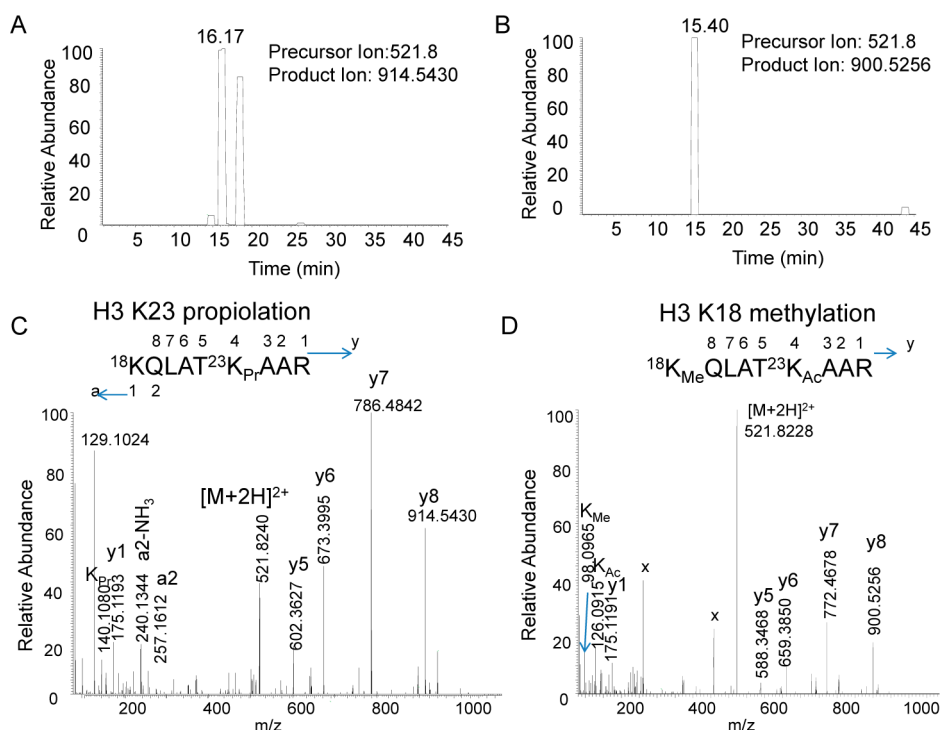 A
16.17
Precursor Ion:521.8
Product Ion: 914.5430
Relative Abundance
100
80
60
40
20
0
5 10 15 20 25 30 35 40 45
Time (min)
B
15.40
Precursor Ion: 521.8
Product Ion: 900.5256
Relative Abundance
100
80
60
40
20
0
5 10 15 20 25 30 35 40 45
Time (min)
C
H3 K23 propiolation
8 7 6 5 4 3 2 1
y
18KQLAT23KPrAAR
a 1 2
Relative Abundance
100
80
60
40
20
0
129.1024
KPr
140.1080
y1
175.1193
a2-NH3
240.1344
a2
257.1612
[M+2H]2+
521.8240
y5
602.3627
y6
673.3995
y7
786.4842
y8
914.5430
200 400 600 800 1000
m/z
D
H3 K18 methylation
8 7 6 5 4 3 2 1
y
18KMeQLAT23KAcAAR
Relative Abundance
100
80
60
40
20
0
KMe
98.0965
KAc
126.0915
y1
175.1191
x
x
[M+2H]2+
521.8228
y5
588.3468
y6
659.3850
y7
772.4678
y8
900.5256
200 400 600 800 1000
m/z